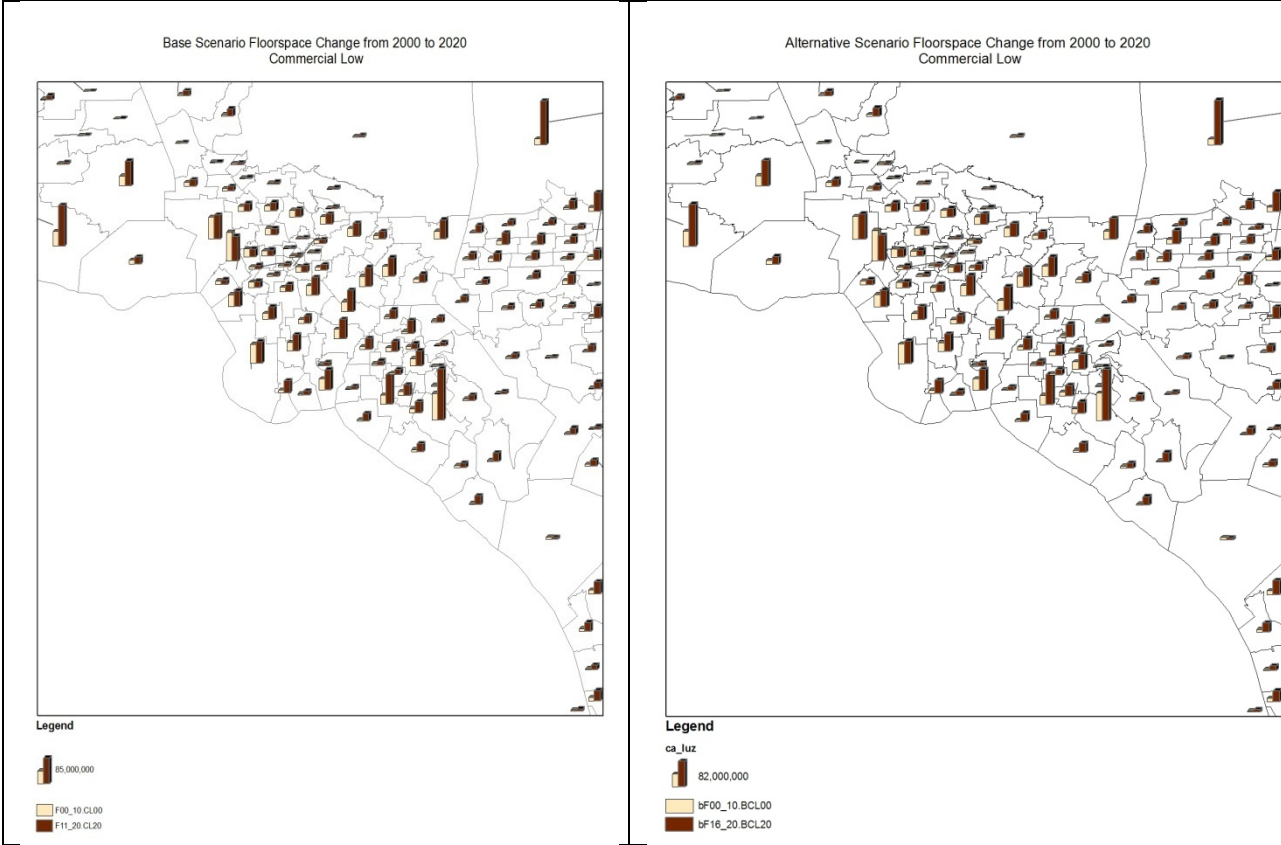 Base Scenario Floorspace Change from 2000 to 2020
Commercial Low
Legend
85,000,000
F00_10.CL00
F11_20.CL20
Alternative Scenario Floorspace Change from 2000 to 2020
Commercial Low
Legend
ca_luz
82,000,000
bF00_10.BCL00
bF16_20.BCL20